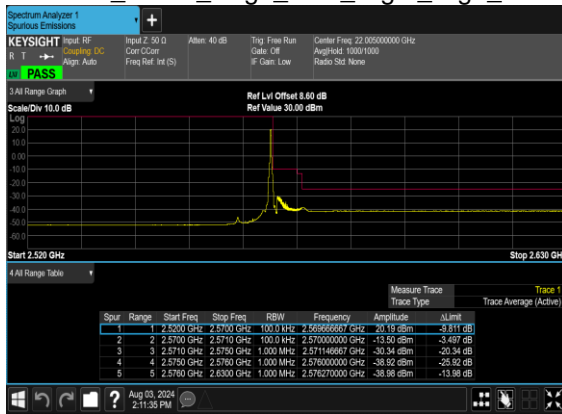 Spectrum Analyzer 1
Spurious Emissions
+
KEYSIGHT Input: RF Input Z: 50 Ω Atten: 40 dB Trig: Free Run Center Freq: 22.005000000 GHz
R T Coupling: DC Corr CCorr Gate: Off Avg|Hold: 1000/1000
Align: Auto Freq Ref: Int (S) IF Gain: Low Radio Std: None
PASS
3 All Range Graph
Ref Lvl Offset 8.60 dB
Scale/Div 10.0 dB Ref Value 30.00 dBm
Log
20.0
10.0
0.00
-10.0
-20.0
-30.0
-40.0
-50.0
-60.0
Start 2.520 GHz Stop 2.630 GH
4 All Range Table
Measure Trace Trace 1
Trace Type Trace Average (Active)
Spur Range Start Freq Stop Freq RBW Frequency Amplitude ΔLimit
1 1 2.5200 GHz 2.5700 GHz 100.0 kHz 2.569666667 GHz 20.19 dBm -9.811 dB
2 2 2.5700 GHz 2.5710 GHz 100.0 kHz 2.570000000 GHz -13.50 dBm -3.497 dB
3 3 2.5710 GHz 2.5750 GHz 1.000 MHz 2.571146667 GHz -30.34 dBm -20.34 dB
4 4 2.5750 GHz 2.5760 GHz 1.000 MHz 2.576000000 GHz -38.92 dBm -25.92 dB
5 5 2.5760 GHz 2.6300 GHz 1.000 MHz 2.576270000 GHz -38.98 dBm -13.98 dB
? Aug 03, 2024
2:11:35 PM